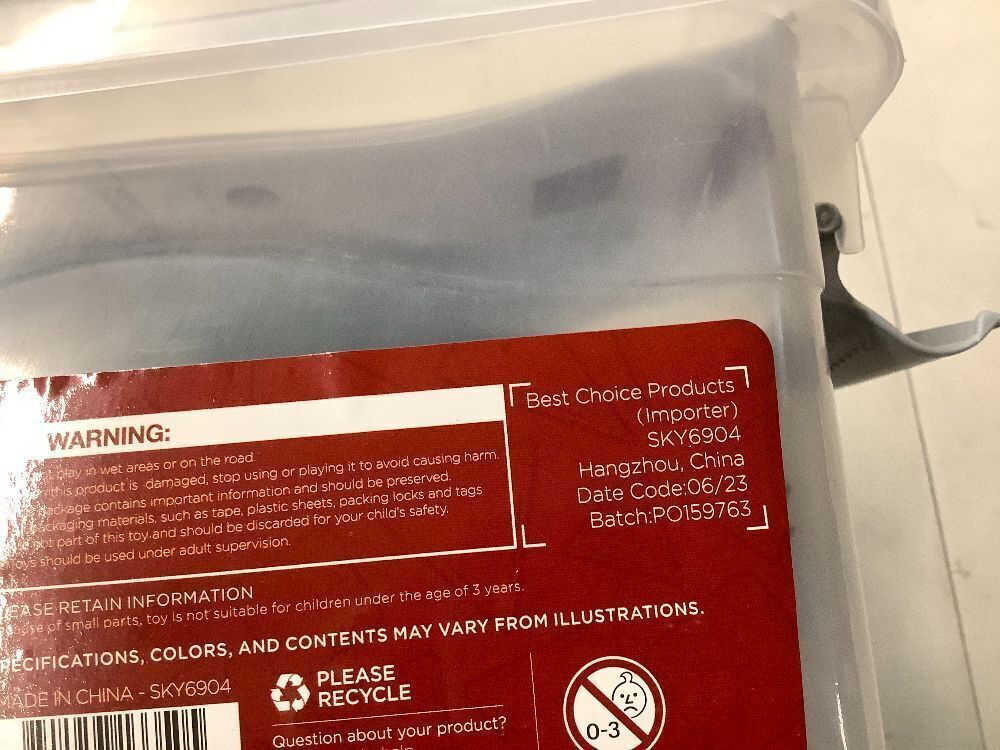 WARNING:
play in wet areas or on the road.
this product is damaged, stop using or playing it to avoid causing harm.
package contains important information and should be preserved.
packaging materials, such as tape, plastic sheets, packing locks and tags
not part of this toy and should be discarded for your child's safety.
Toys should be used under adult supervision.
Best Choice Products
(Importer)
SKY6904
Hangzhou, China
Date Code:06/23
Batch:PO159763
PLEASE RETAIN INFORMATION
of small parts, toy is not suitable for children under the age of 3 years.
SPECIFICATIONS, COLORS, AND CONTENTS MAY VARY FROM ILLUSTRATIONS.
MADE IN CHINA - SKY6904
PLEASE
RECYCLE
Question about your product?
0-3